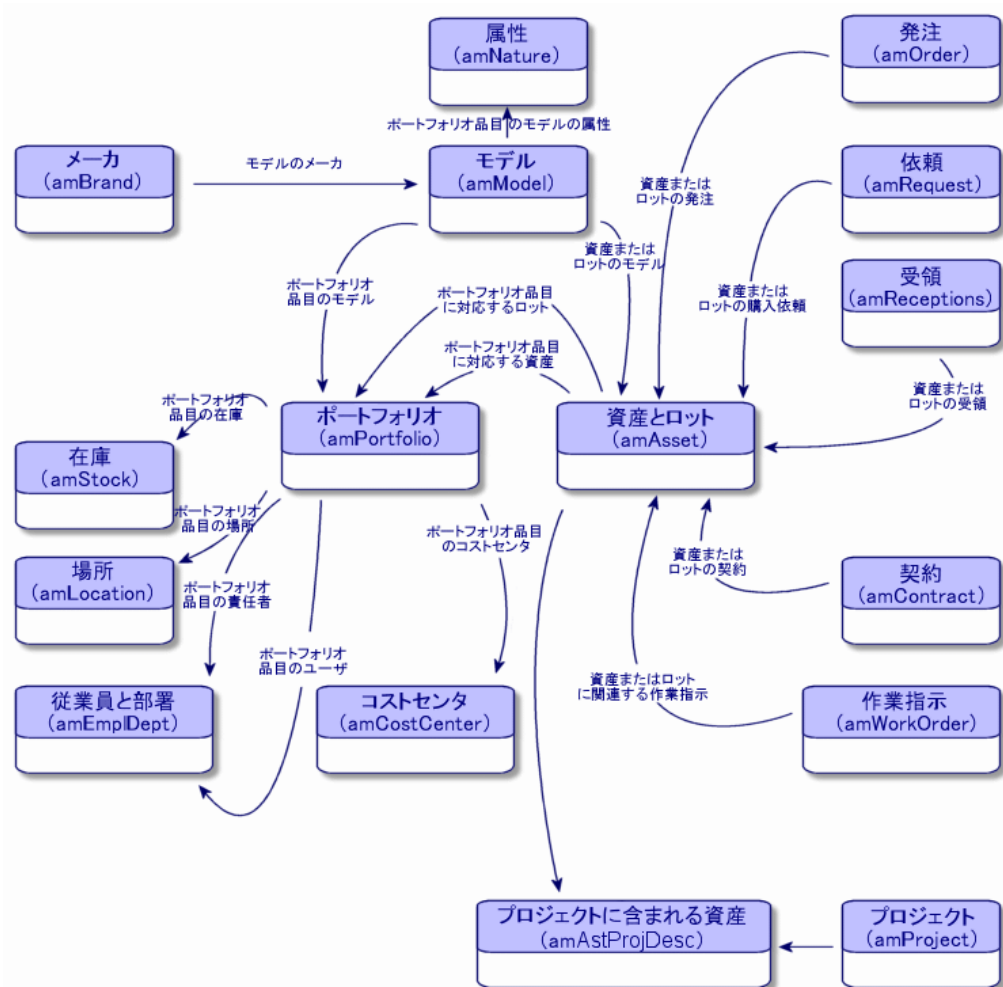 属性
(amNature)
発注
(amOrder)
ポートフォリオ品目のモデルの属性
メーカ
(amBrand)
モデルのメーカ
モデル
(amModel)
依頼
(amRequest)
資産または
ロットの発注
資産または
ロットのモデル
ポートフォリオ
品目のモデル
受領
(amReceptions)
ポートフォリオ品目
に対応するロット
資産または
ロットの購入依頼
ポートフォリオ品目
に対応する資産
資産または
ロットの受領
ポートフォリオ
品目の在庫
ポートフォリオ
(amPortfolio)
資産とロット
(amAsset)
在庫
(amStock)
ポートフォリオ
品目の場所
ポートフォリオ品目
のコストセンタ
資産または
ロットの契約
場所
(amLocation)
ポートフォリオ
品目の責任者
契約
(amContract)
ポートフォリオ
品目のユーザ
資産またはロット
に関連する作業指示
従業員と部署
(amEmplDept)
コストセンタ
(amCostCenter)
作業指示
(amWorkOrder)
プロジェクトに含まれる資産
(amAstProjDesc)
プロジェクト
(amProject)